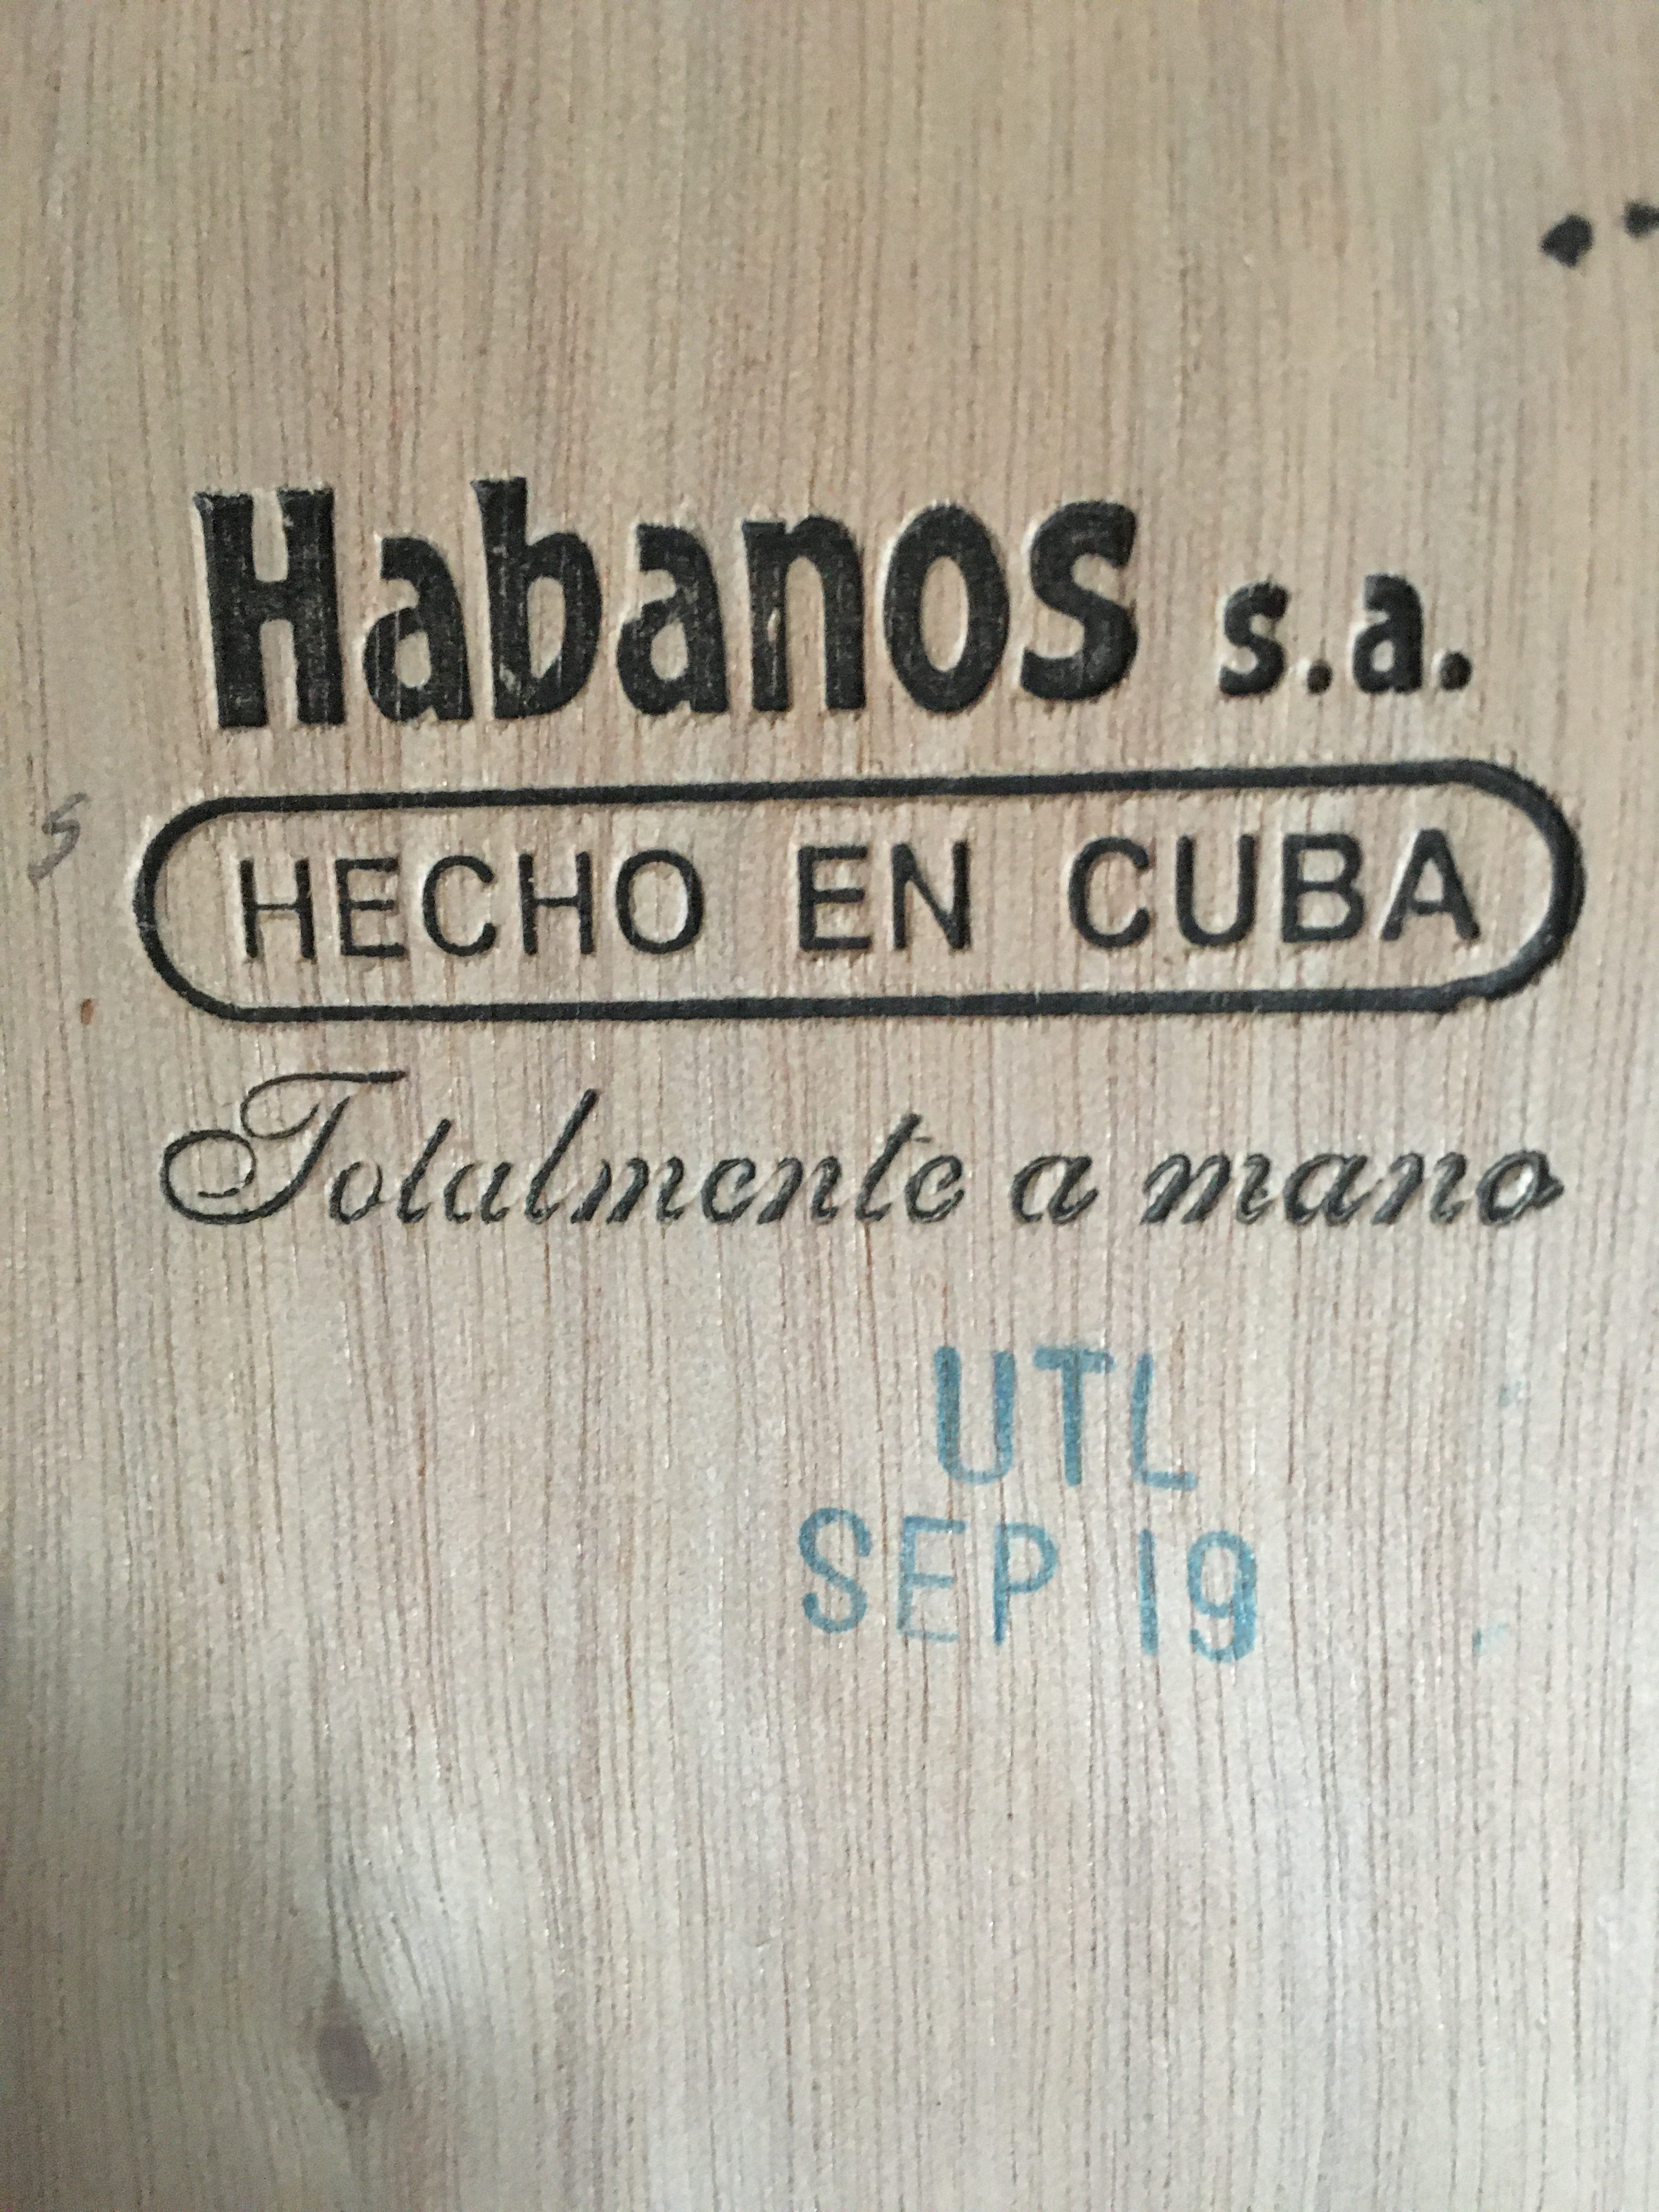 Habanos s.a.
HECHO EN CUBA
Totalmente a mano
UTL
SEP 19